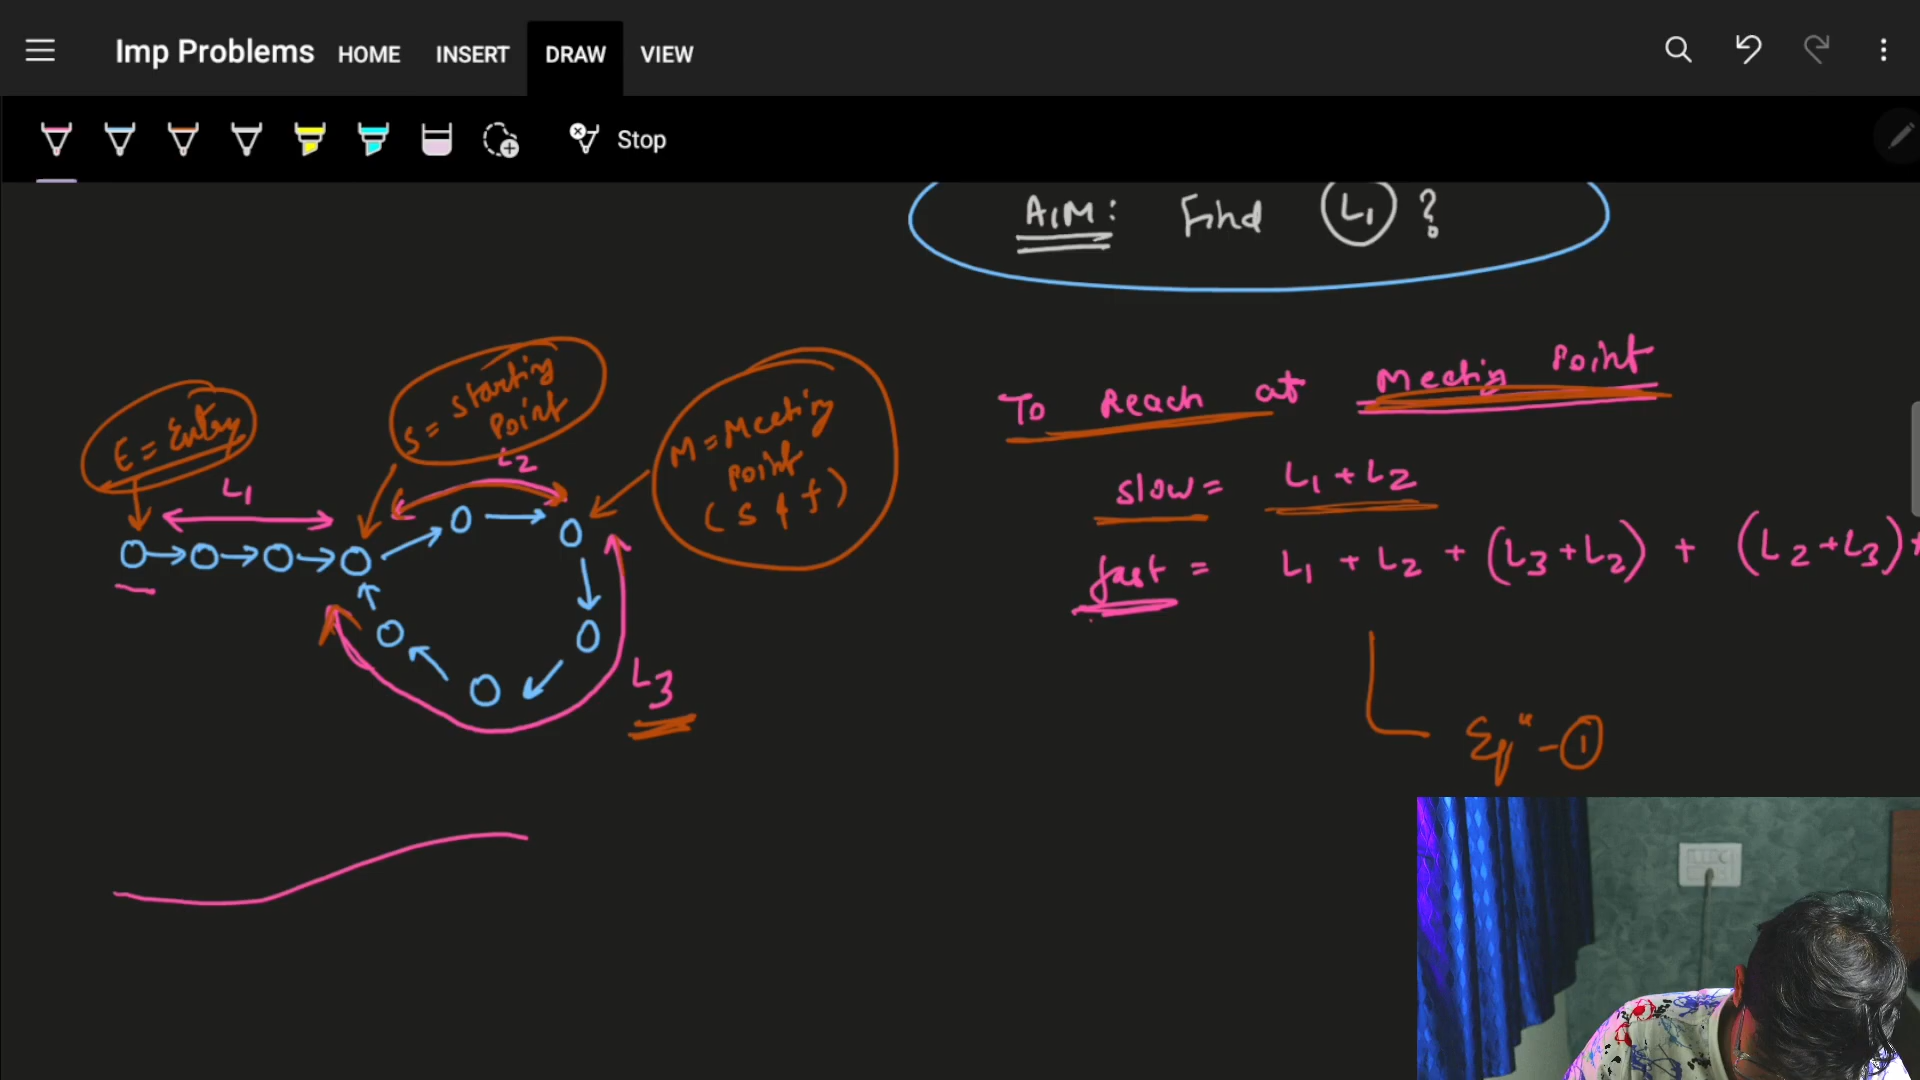 Imp Problems HOME INSERT DRAW VIEW
Stop
AIM: Find L1 ?
E = Entry
S = Starting
Point
M = Meeting
Point
(S & f)
L1
L2
L3
To Reach at Meeting Point
slow = L1 + L2
fast = L1 + L2 + (L3 + L2) + (L2 + L3) +
Eqn - 1